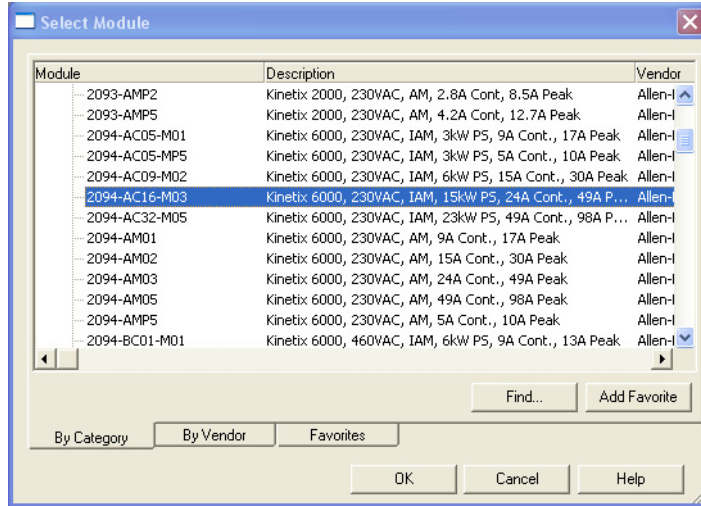 Select Module
Module Description Vendor
2093-AMP2 Kinetix 2000, 230VAC, AM, 2.8A Cont, 8.5A Peak Allen-
2093-AMP5 Kinetix 2000, 230VAC, AM, 4.2A Cont, 12.7A Peak Allen-
2094-AC05-M01 Kinetix 6000, 230VAC, IAM, 3kW PS, 9A Cont., 17A Peak Allen-
2094-AC05-MP5 Kinetix 6000, 230VAC, IAM, 3kW PS, 5A Cont., 10A Peak Allen-
2094-AC09-M02 Kinetix 6000, 230VAC, IAM, 6kW PS, 15A Cont., 30A Peak Allen-
2094-AC16-M03 Kinetix 6000, 230VAC, IAM, 15kW PS, 24A Cont., 49A P... Allen-
2094-AC32-M05 Kinetix 6000, 230VAC, IAM, 23kW PS, 49A Cont., 98A P... Allen-
2094-AM01 Kinetix 6000, 230VAC, AM, 9A Cont., 17A Peak Allen-
2094-AM02 Kinetix 6000, 230VAC, AM, 15A Cont., 30A Peak Allen-
2094-AM03 Kinetix 6000, 230VAC, AM, 24A Cont., 49A Peak Allen-
2094-AM05 Kinetix 6000, 230VAC, AM, 49A Cont., 98A Peak Allen-
2094-AMP5 Kinetix 6000, 230VAC, AM, 5A Cont., 10A Peak Allen-
2094-BC01-M01 Kinetix 6000, 460VAC, IAM, 6kW PS, 9A Cont., 13A Peak Allen-
Find... Add Favorite
By Category By Vendor Favorites
OK Cancel Help